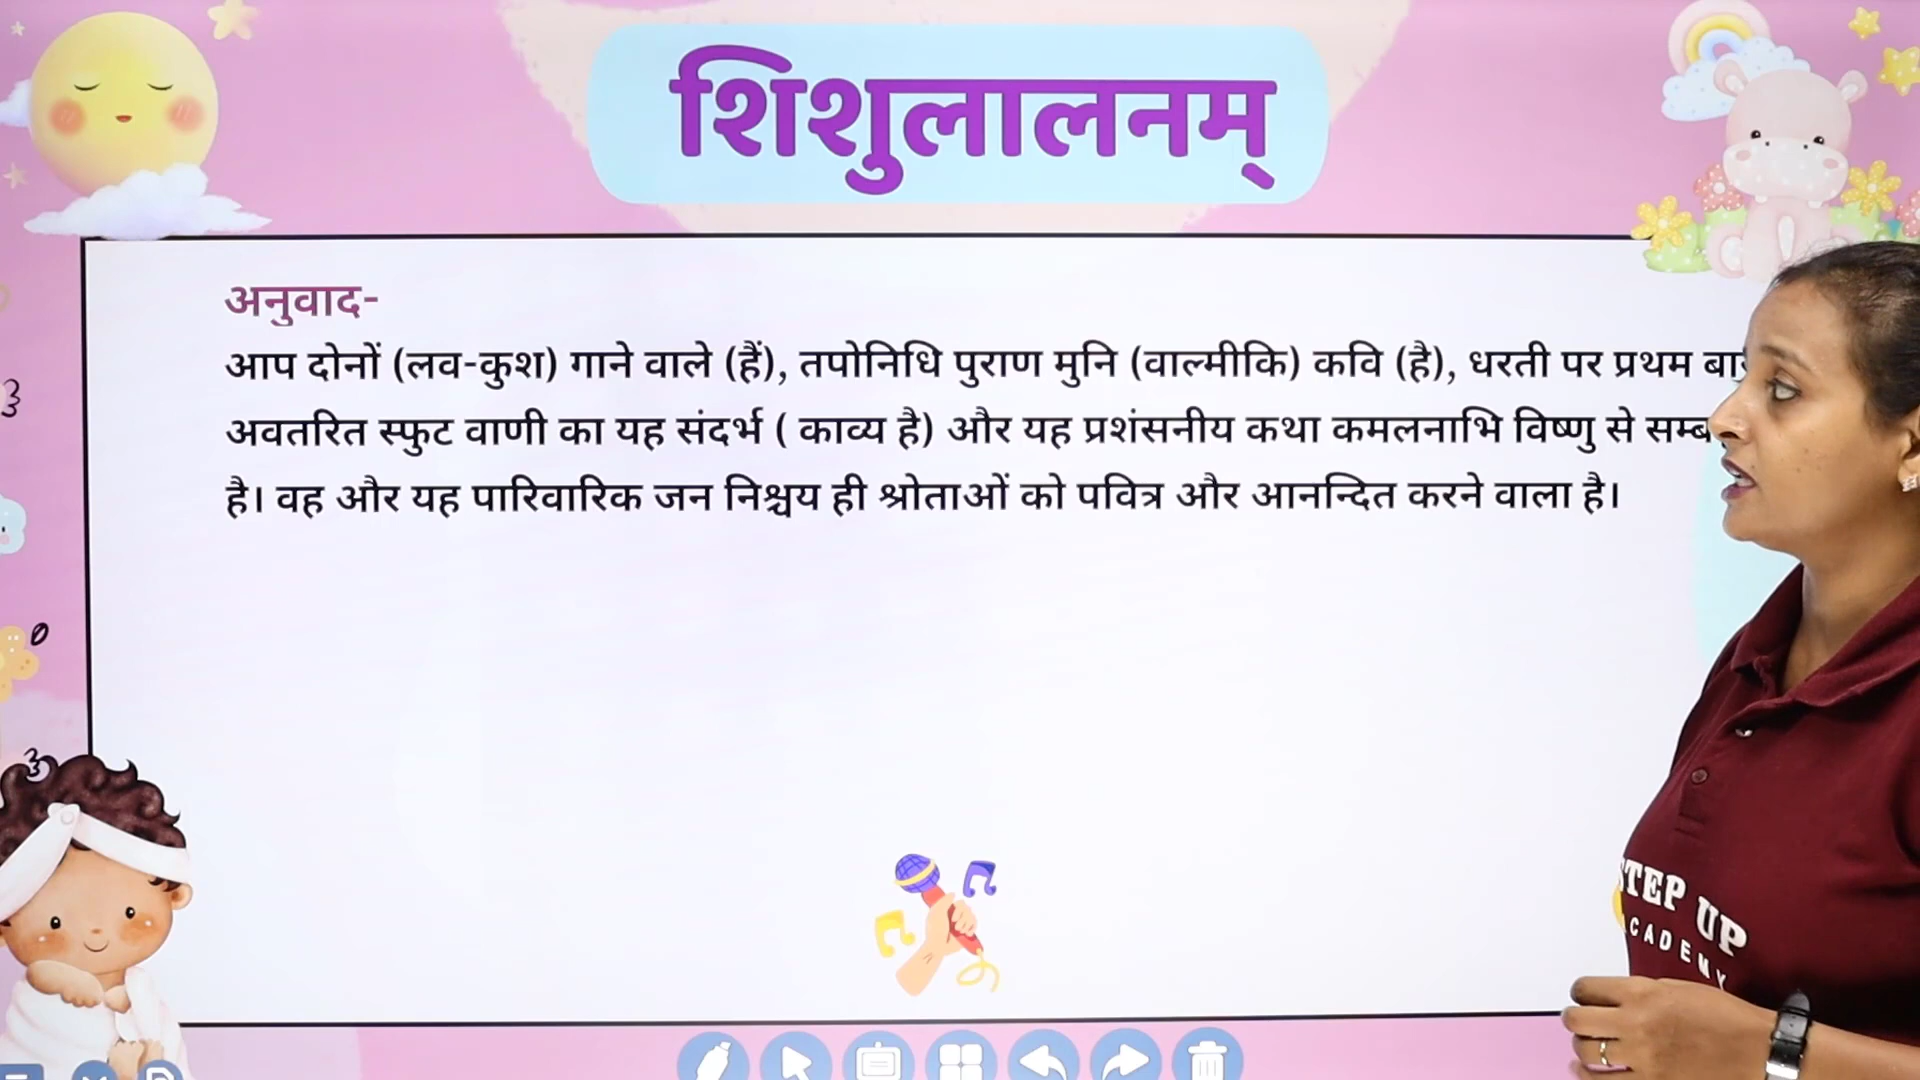 शिशुलालनम्
अनुवाद-
आप दोनों (लव-कुश) गाने वाले (हैं), तपोनिधि पुराण मुनि (वाल्मीकि) कवि (है), धरती पर प्रथम
अवतरित स्फुट वाणी का यह संदर्भ ( काव्य है) और यह प्रशंसनीय कथा कमलनाभि विष्णु से
है। वह और यह पारिवारिक जन निश्चय ही श्रोताओं को पवित्र और आनन्दित करने वाला है।
STEP UP
ACADEMY